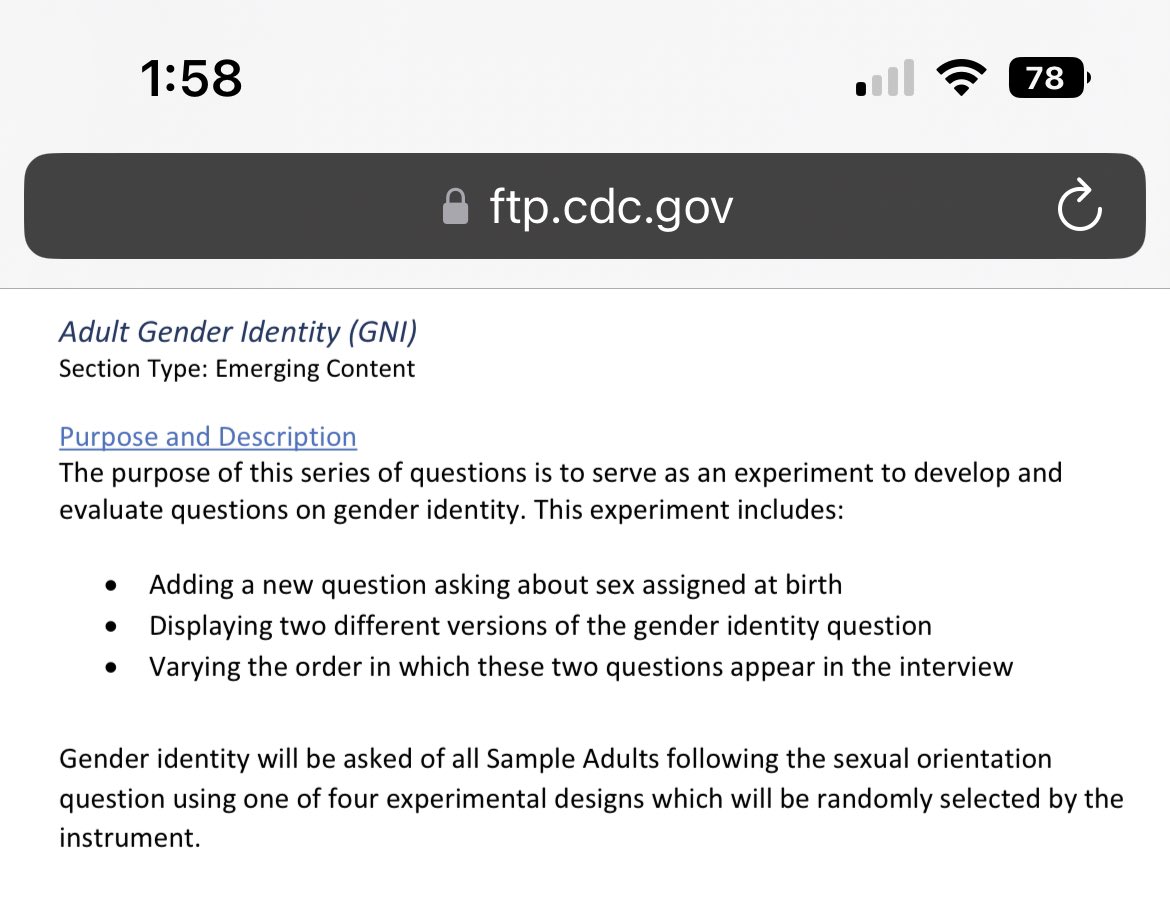 1:58
78
ftp.cdc.gov
Adult Gender Identity (GNI)
Section Type: Emerging Content
Purpose and Description
The purpose of this series of questions is to serve as an experiment to develop and
evaluate questions on gender identity. This experiment includes:
• Adding a new question asking about sex assigned at birth
• Displaying two different versions of the gender identity question
• Varying the order in which these two questions appear in the interview
Gender identity will be asked of all Sample Adults following the sexual orientation
question using one of four experimental designs which will be randomly selected by the
instrument.